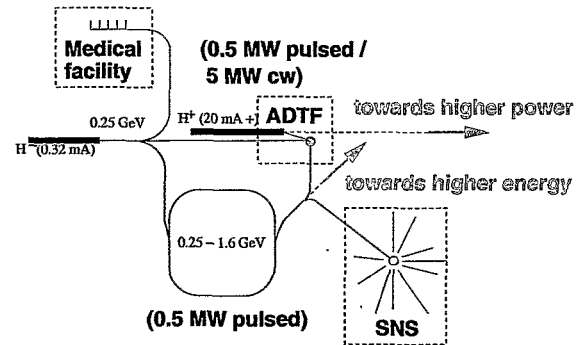 Medical
facility
(0.5 MW pulsed /
5 MW cw)
0.25 GeV
H⁺ (20 mA +)
ADTF
towards higher power
H⁻(0.32 mA)
towards higher energy
0.25 – 1.6 GeV
(0.5 MW pulsed)
SNS